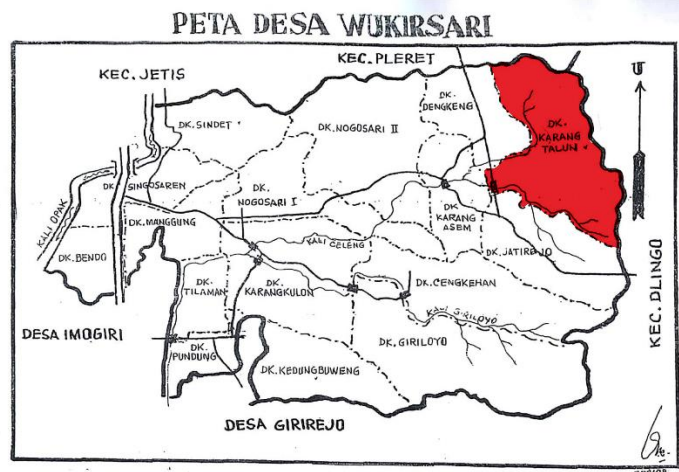 PETA DESA WUKIRSARI
KEC. PLERET
KEC. JETIS
U
DK.
DENGKENG
DK. SINDET
DK. NOGOSARI II
DK.
KARANG
TALUN
DK SINGOSAREN
DK.
NOGOSARI I
KALI OPAK
DK
KARANG
ASEM
DK. MANGGUNG
KALI CELENG
DK. JATIREJO
DK. BENDO
DK
TILAMAN
DK.
KARANGKULON
DK. CENGKEHAN
KALI GIRILOYO
KEC. DLINGO
DESA IMOGIRI
DK.
PUNDUNG
DK. GIRILOYO
DK. KEDUNGBUWENG
DESA GIRIREJO